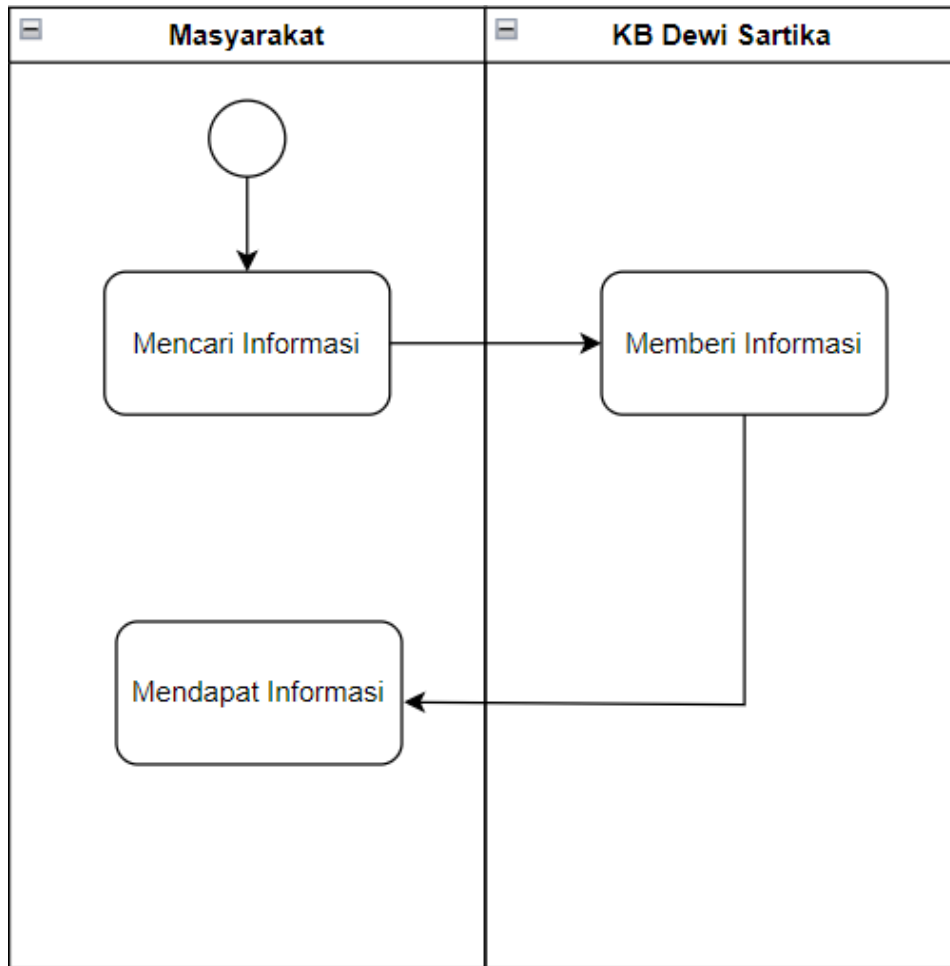 Masyarakat
KB Dewi Sartika
Mencari Informasi
Memberi Informasi
Mendapat Informasi